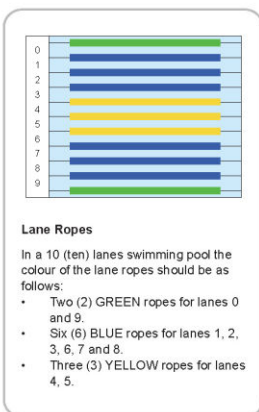 0
1
2
3
4
5
6
7
8
9
Lane Ropes
In a 10 (ten) lanes swimming pool the
colour of the lane ropes should be as
follows:
• Two (2) GREEN ropes for lanes 0
and 9.
• Six (6) BLUE ropes for lanes 1, 2,
3, 6, 7 and 8.
• Three (3) YELLOW ropes for lanes
4, 5.